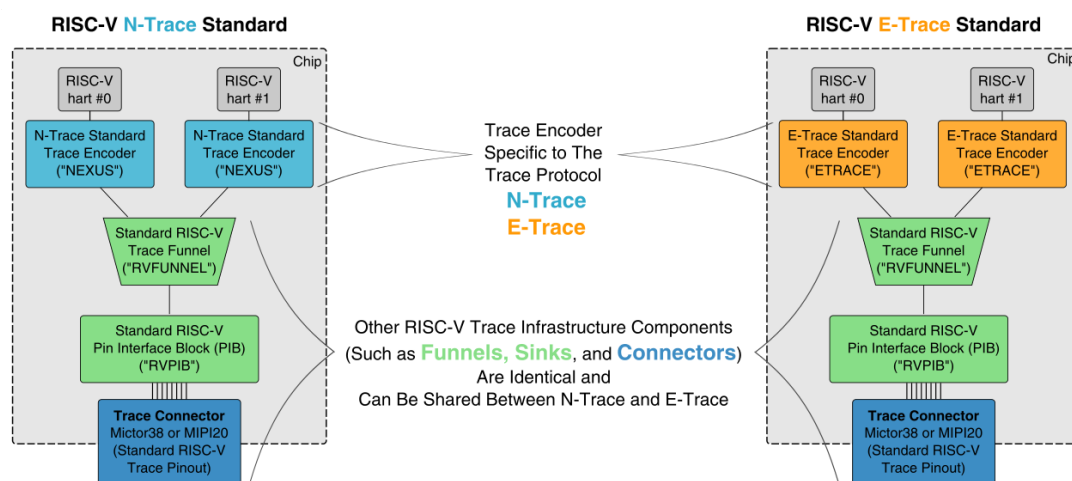 RISC-V N-Trace Standard
Chip
RISC-V
hart #0
RISC-V
hart #1
N-Trace Standard
Trace Encoder
("NEXUS")
N-Trace Standard
Trace Encoder
("NEXUS")
Standard RISC-V
Trace Funnel
("RVFUNNEL")
Standard RISC-V
Pin Interface Block (PIB)
("RVPIB")
Trace Connector
Mictor38 or MIPI20
(Standard RISC-V
Trace Pinout)
Trace Encoder
Specific to The
Trace Protocol
N-Trace
E-Trace
Other RISC-V Trace Infrastructure Components
(Such as Funnels, Sinks, and Connectors)
Are Identical and
Can Be Shared Between N-Trace and E-Trace
RISC-V E-Trace Standard
Chip
RISC-V
hart #0
RISC-V
hart #1
E-Trace Standard
Trace Encoder
("ETRACE")
E-Trace Standard
Trace Encoder
("ETRACE")
Standard RISC-V
Trace Funnel
("RVFUNNEL")
Standard RISC-V
Pin Interface Block (PIB)
("RVPIB")
Trace Connector
Mictor38 or MIPI20
(Standard RISC-V
Trace Pinout)